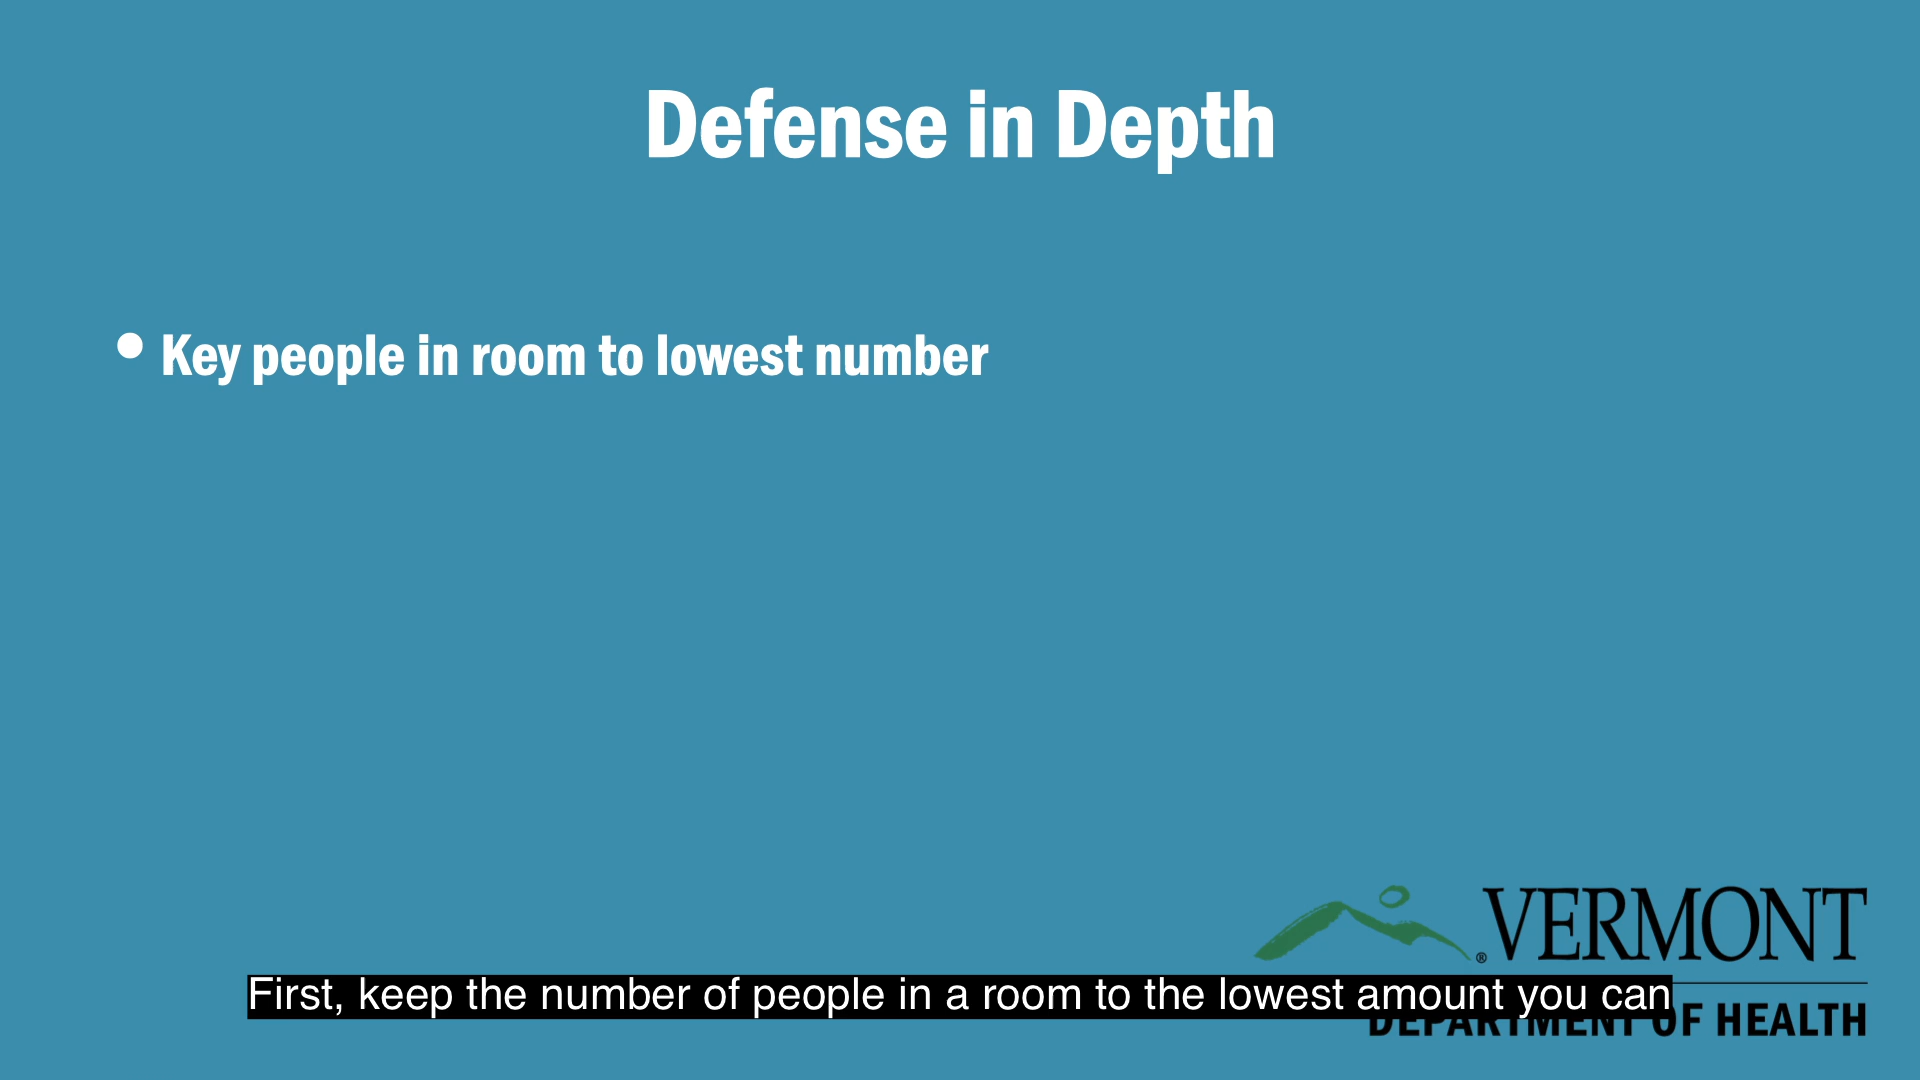 Defense in Depth
• Key people in room to lowest number
® VERMONT
First, keep the number of people in a room to the lowest amount you can
DEPARTMENT OF HEALTH